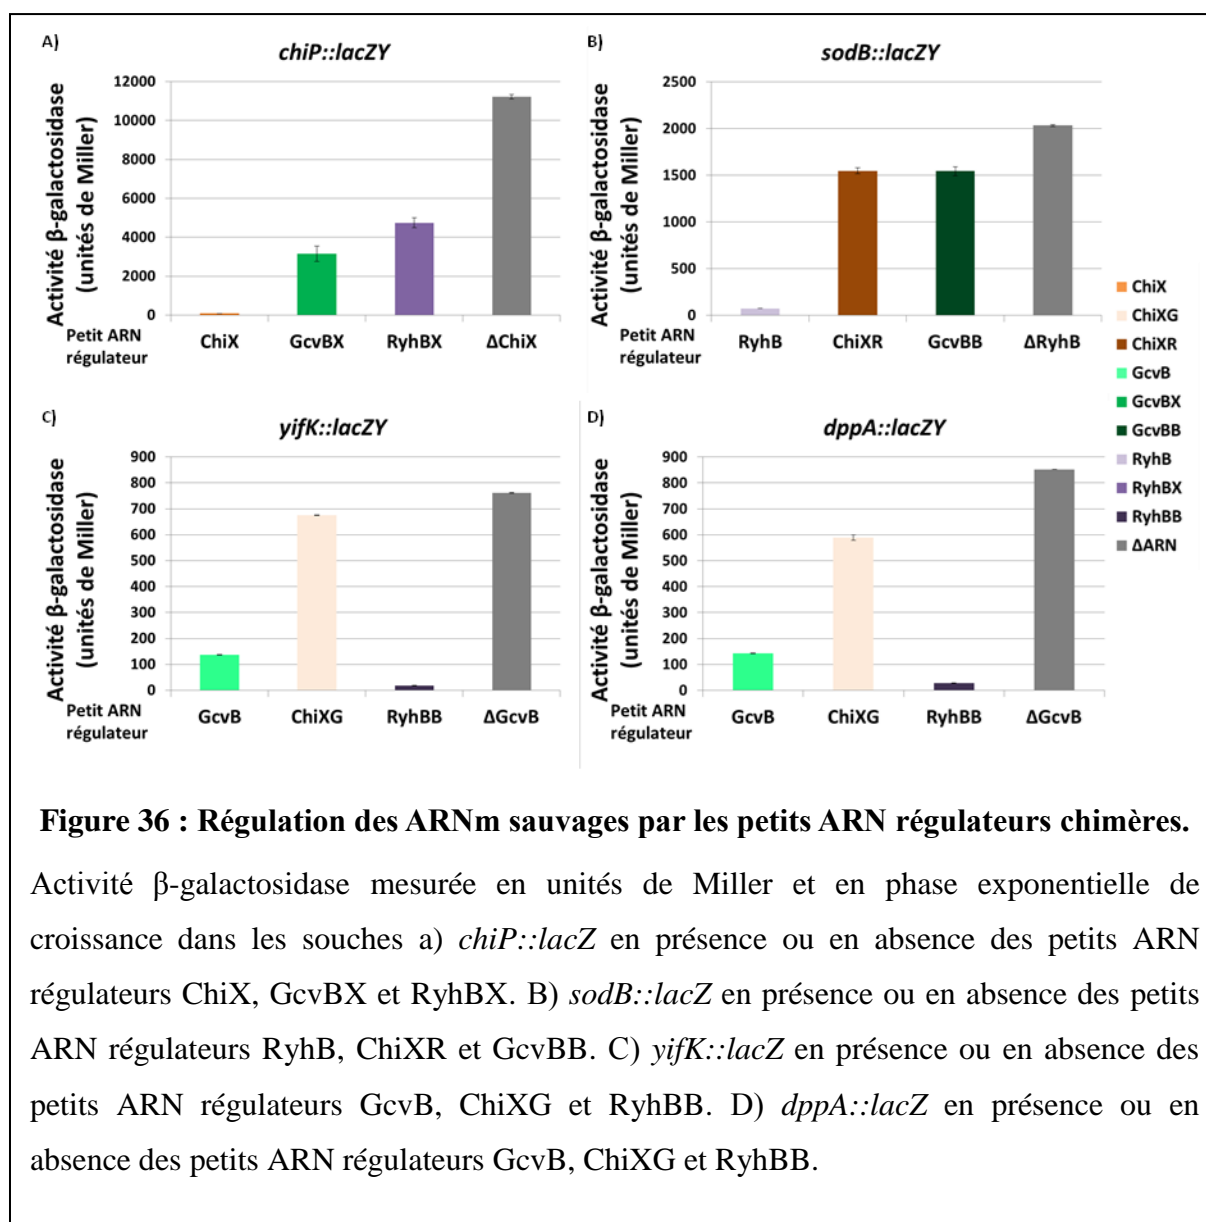 A)
chiP::lacZY
Activité β-galactosidase
(unités de Miller)
12000
10000
8000
6000
4000
2000
0
Petit ARN
régulateur
ChiX
GcvBX
RyhBX
ΔChiX
B)
sodB::lacZY
Activité β-galactosidase
(unités de Miller)
2500
2000
1500
1000
500
0
Petit ARN
régulateur
RyhB
ChiXR
GcvBB
ΔRyhB
ChiX
ChiXG
ChiXR
GcvB
GcvBX
GcvBB
RyhB
RyhBX
RyhBB
ΔARN
C)
yifK::lacZY
Activité β-galactosidase
(unités de Miller)
900
800
700
600
500
400
300
200
100
0
Petit ARN
régulateur
GcvB
ChiXG
RyhBB
ΔGcvB
D)
dppA::lacZY
Activité β-galactosidase
(unités de Miller)
900
800
700
600
500
400
300
200
100
0
Petit ARN
régulateur
GcvB
ChiXG
RyhBB
ΔGcvB
Figure 36 : Régulation des ARNm sauvages par les petits ARN régulateurs chimères.
Activité β-galactosidase mesurée en unités de Miller et en phase exponentielle de
croissance dans les souches a) chiP::lacZ en présence ou en absence des petits ARN
régulateurs ChiX, GcvBX et RyhBX. B) sodB::lacZ en présence ou en absence des petits
ARN régulateurs RyhB, ChiXR et GcvBB. C) yifK::lacZ en présence ou en absence des
petits ARN régulateurs GcvB, ChiXG et RyhBB. D) dppA::lacZ en présence ou en
absence des petits ARN régulateurs GcvB, ChiXG et RyhBB.